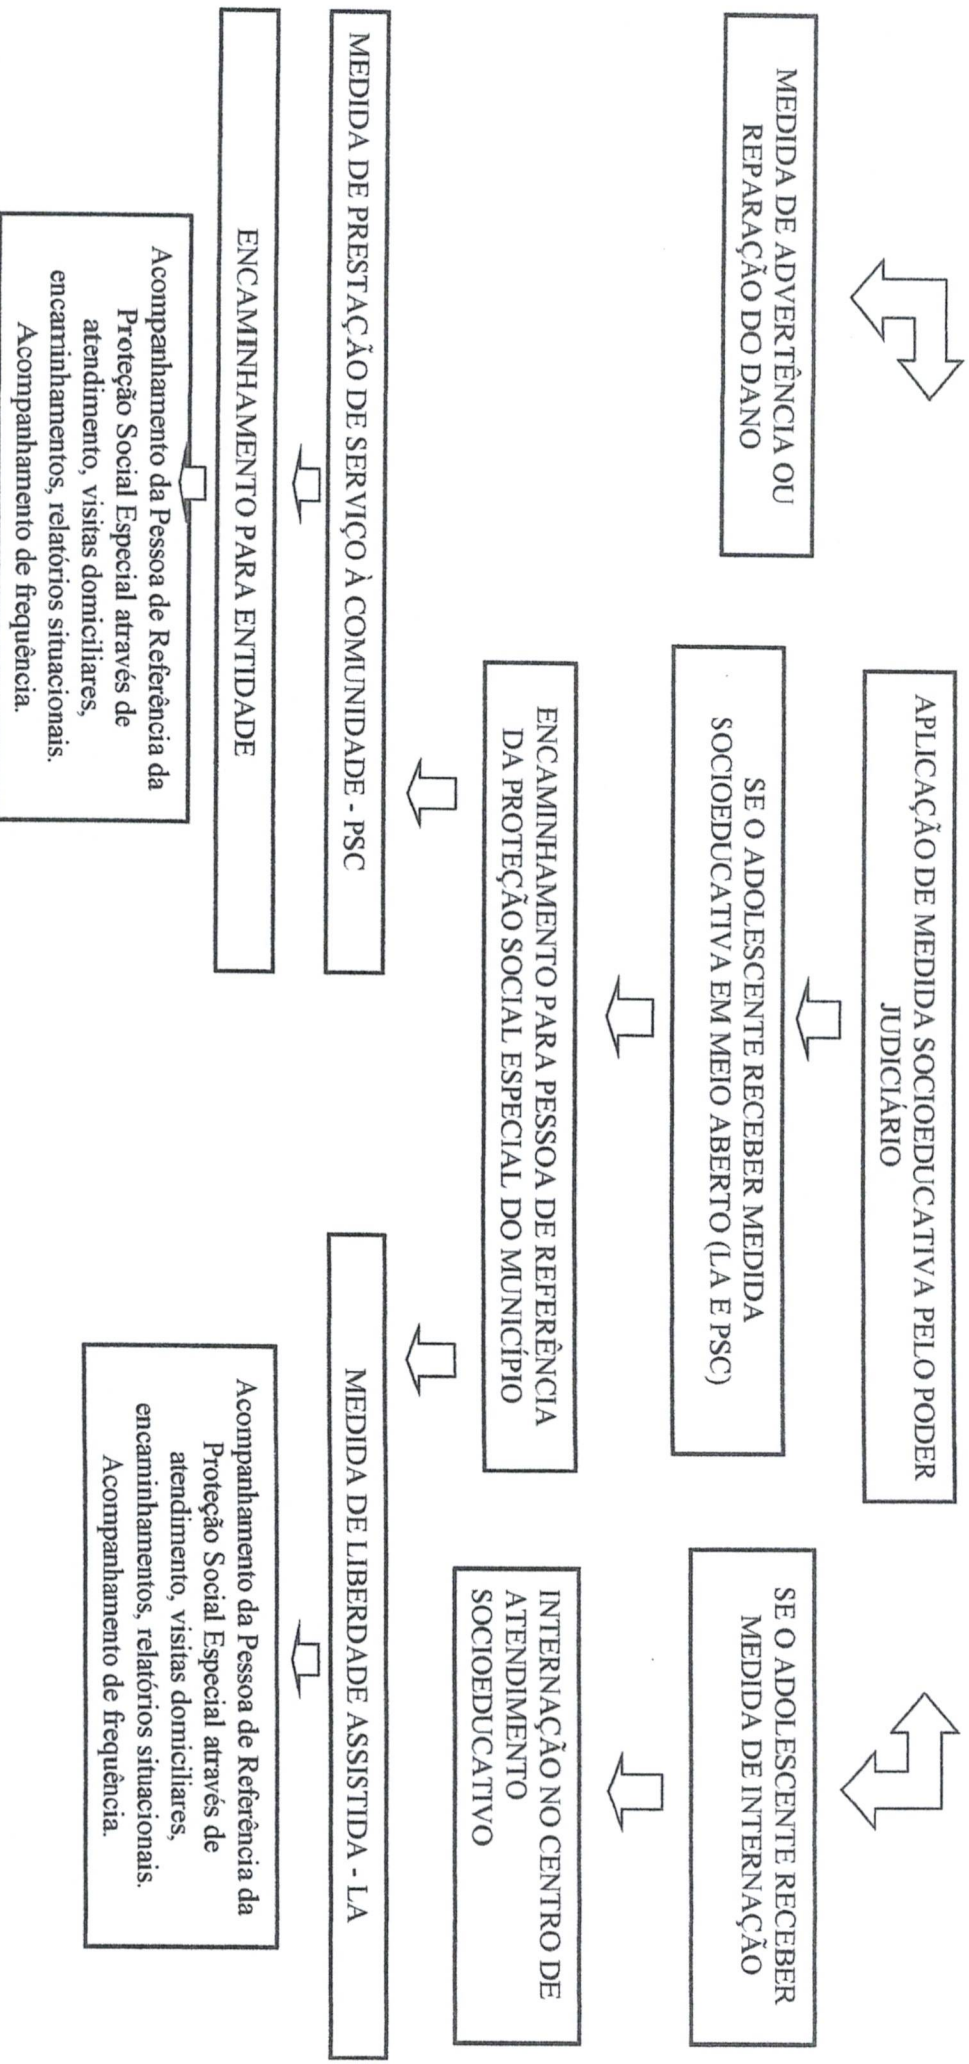 APLICAÇÃO DE MEDIDA SOCIOEDUCATIVA PELO PODER
JUDICIÁRIO
MEDIDA DE ADVERTÊNCIA OU
REPARAÇÃO DO DANO
SE O ADOLESCENTE RECEBER MEDIDA
SOCIOEDUCATIVA EM MEIO ABERTO (LA E PSC)
SE O ADOLESCENTE RECEBER
MEDIDA DE INTERNAÇÃO
ENCAMINHAMENTO PARA PESSOA DE REFERÊNCIA
DA PROTEÇÃO SOCIAL ESPECIAL DO MUNICÍPIO
INTERNAÇÃO NO CENTRO DE
ATENDIMENTO
SOCIOEDUCATIVO
MEDIDA DE PRESTAÇÃO DE SERVIÇO À COMUNIDADE - PSC
MEDIDA DE LIBERDADE ASSISTIDA - LA
ENCAMINHAMENTO PARA ENTIDADE
Acompanhamento da Pessoa de Referência da
Proteção Social Especial através de
atendimento, visitas domiciliares,
encaminhamentos, relatórios situacionais.
Acompanhamento de frequência.
Acompanhamento da Pessoa de Referência da
Proteção Social Especial através de
atendimento, visitas domiciliares,
encaminhamentos, relatórios situacionais.
Acompanhamento de frequência.